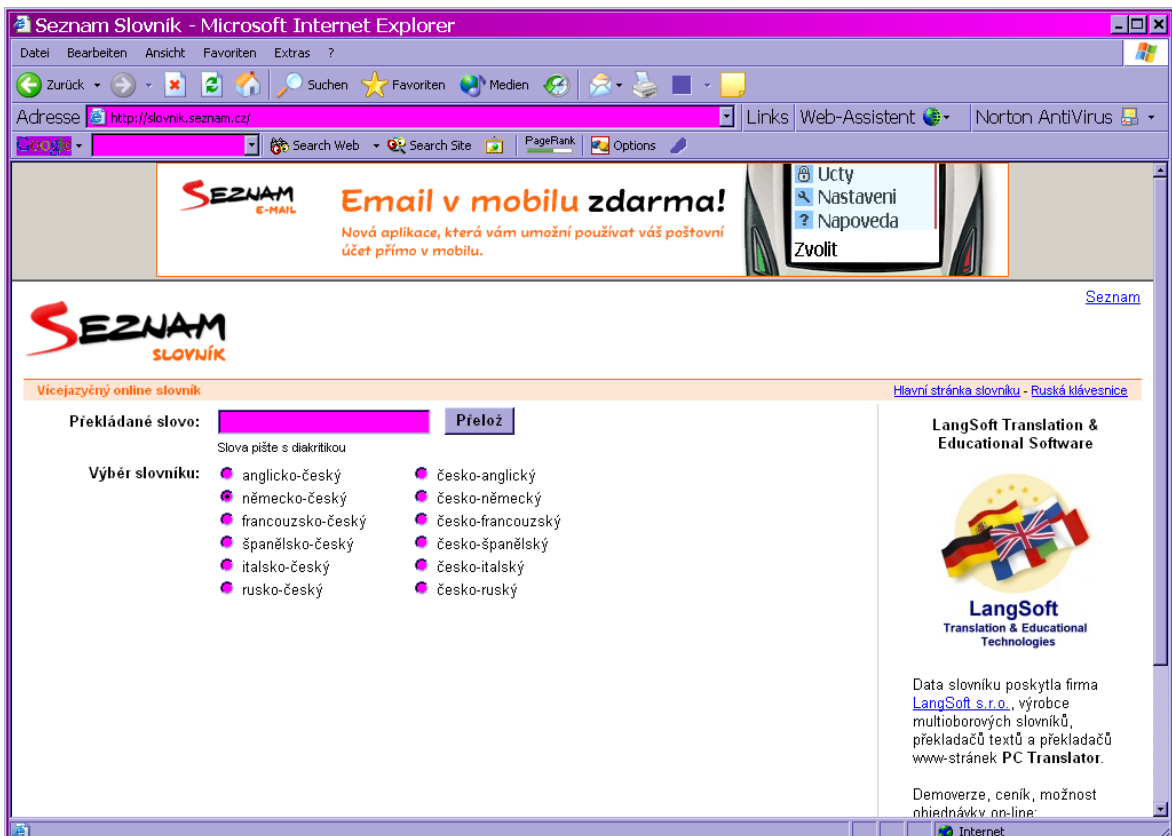 Seznam Slovník - Microsoft Internet Explorer
Datei Bearbeiten Ansicht Favoriten Extras ?
Zurück Suchen Favoriten Medien
Adresse http://slovnik.seznam.cz/ Links Web-Assistent Norton AntiVirus
Google Search Web Search Site PageRank Options
SEZNAM
E-MAIL
Email v mobilu zdarma!
Nová aplikace, která vám umožní používat váš poštovní
účet přímo v mobilu.
Ucty
Nastaveni
? Napoveda
Zvolit
Seznam
SEZNAM
SLOVNÍK
Vícejazyčný online slovník
Hlavní stránka slovníku - Ruská klávesnice
Překládané slovo: Přelož
Slova pište s diakritikou
Výběr slovníku:
anglicko-český česko-anglický
německo-český česko-německý
francouzsko-český česko-francouzský
španělsko-český česko-španělský
italsko-český česko-italský
rusko-český česko-ruský
LangSoft Translation &
Educational Software
LangSoft
Translation & Educational
Technologies
Data slovníku poskytla firma
LangSoft s.r.o., výrobce
multioborových slovníků,
překladačů textů a překladačů
www-stránek PC Translator.
Demoverze, ceník, možnost
objednávky on-line:
Internet